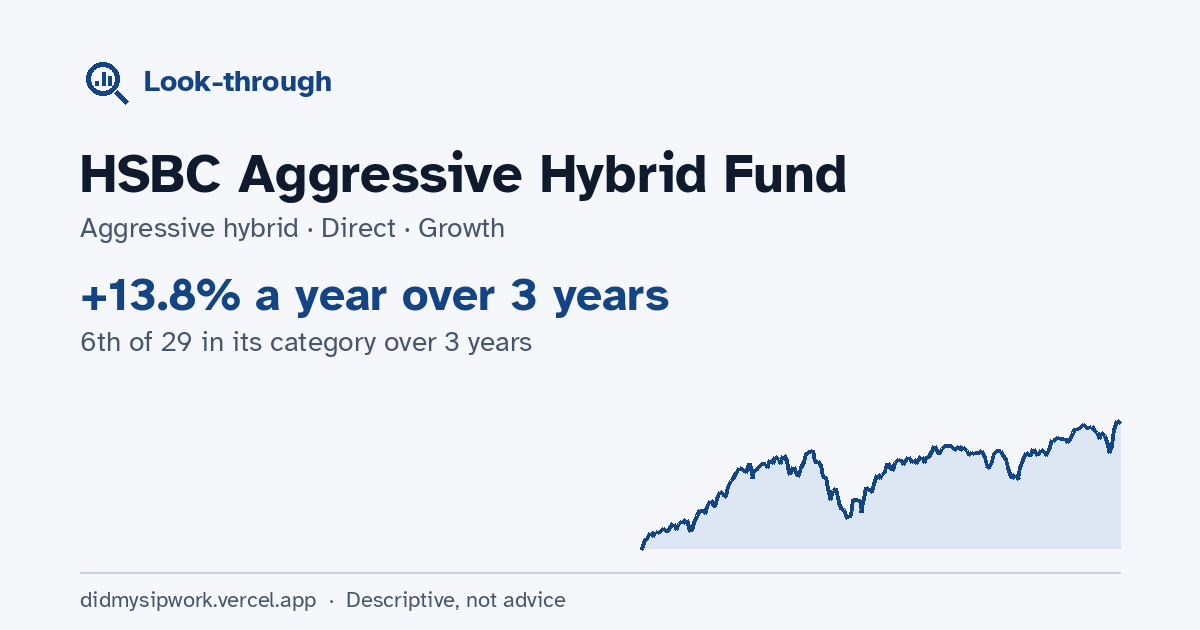 Look-through
HSBC Aggressive Hybrid Fund
Aggressive hybrid · Direct · Growth
+13.8% a year over 3 years
6th of 29 in its category over 3 years
didmysipwork.vercel.app · Descriptive, not advice